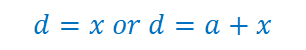 d = x or d = a + x